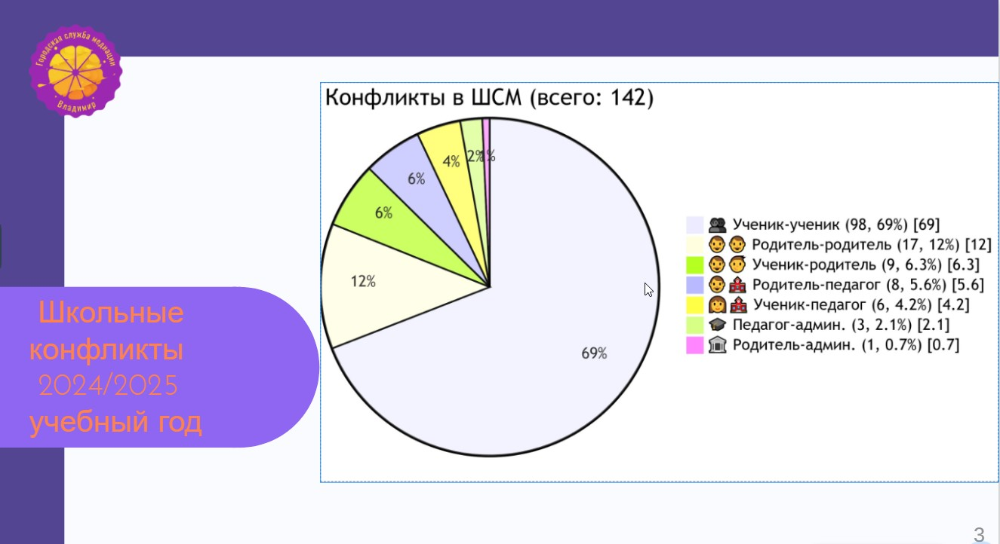 Городская служба медиации
Владимир
Конфликты в ШСМ (всего: 142)
4%
2%
1%
6%
6%
12%
69%
Ученик-ученик (98, 69%) [69]
Родитель-родитель (17, 12%) [12]
Ученик-родитель (9, 6.3%) [6.3]
Родитель-педагог (8, 5.6%) [5.6]
Ученик-педагог (6, 4.2%) [4.2]
Педагог-админ. (3, 2.1%) [2.1]
Родитель-админ. (1, 0.7%) [0.7]
Школьные
конфликты
2024/2025
учебный год
3